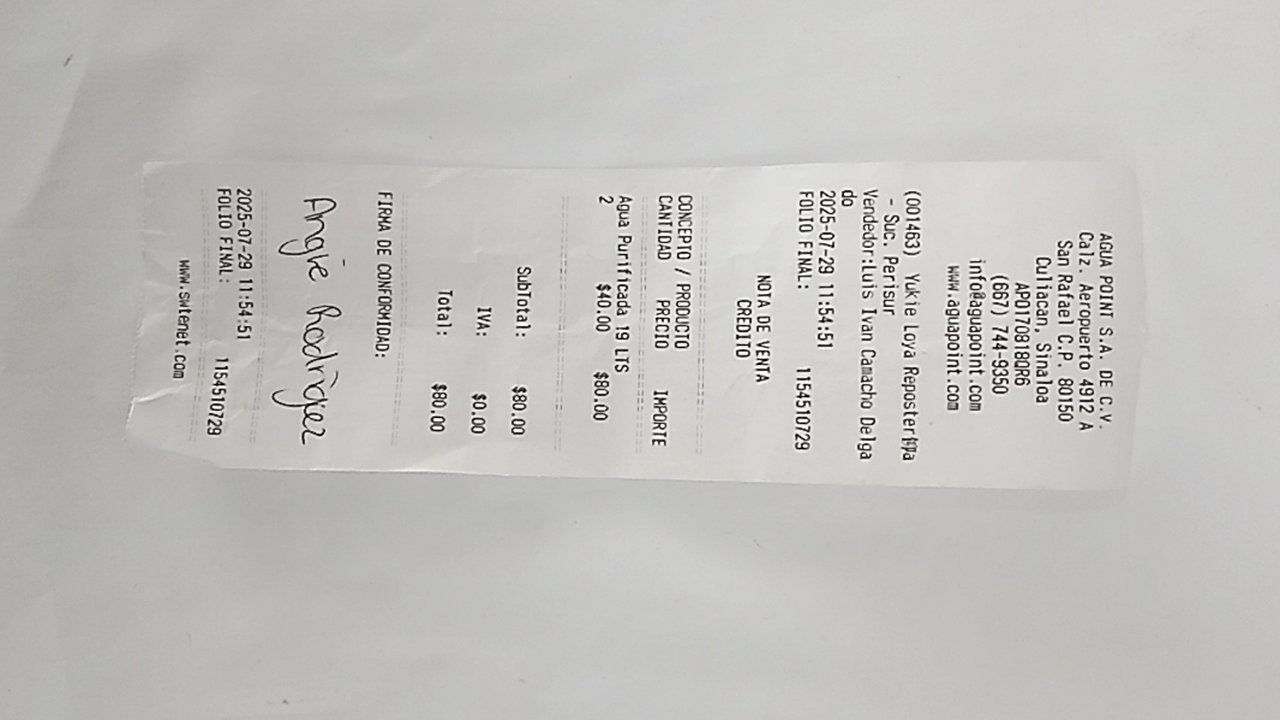 AGUA POINT S.A. DE C.V.
Calz. Aeropuerto 4912 A
San Rafael C.P. 80150
Culiacan, Sinaloa
APO170818QR6
(667) 744-9350
info@aguapoint.com
www.aguapoint.com
(001463) Yukie Loya
- Suc. Perisur
Vendedor:Luis Ivan Camacho Delga
do
2025-07-29 11:54:51
FOLIO FINAL: 1154510729
NOTA DE VENTA
CREDITO
CONCEPTO / PRODUCTO
CANTIDAD PRECIO IMPORTE
Agua Purificada 19 LTS
2 $40.00 $80.00
SubTotal: $80.00
IVA: $0.00
Total: $80.00
FIRMA DE CONFORMIDAD:
Angie
2025-07-29 11:54:51
FOLIO FINAL: 1154510729
www.swtenet.com